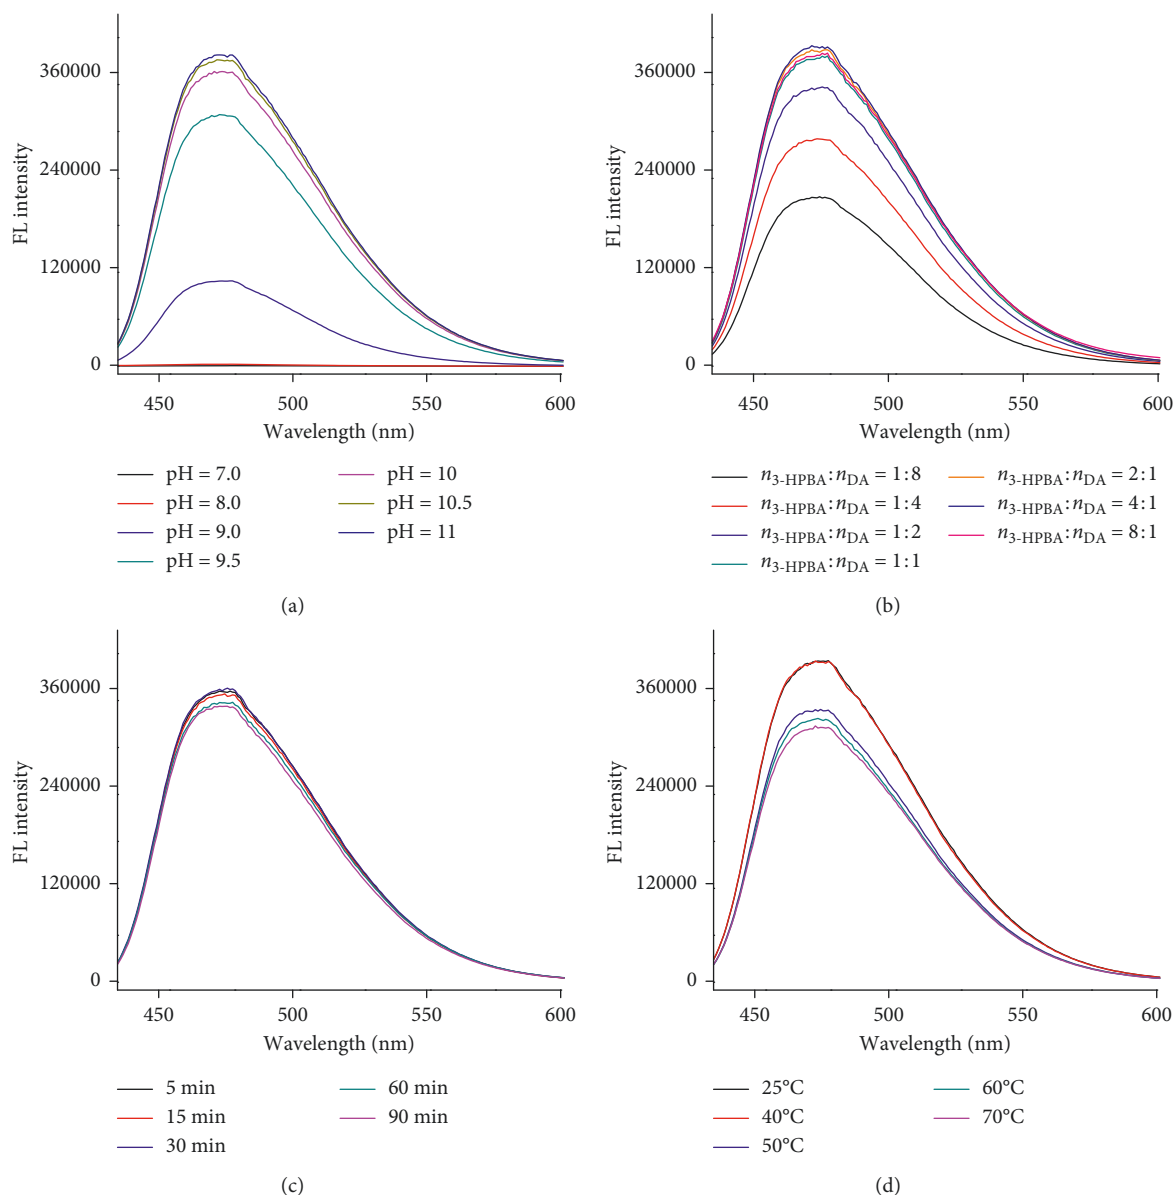 360000
240000
120000
0
FL intensity
450 500 550 600
Wavelength (nm)
pH = 7.0
pH = 8.0
pH = 9.0
pH = 9.5
pH = 10
pH = 10.5
pH = 11
(a)
360000
240000
120000
0
FL intensity
450 500 550 600
Wavelength (nm)
n3-HPBA:nDA = 1:8
n3-HPBA:nDA = 1:4
n3-HPBA:nDA = 1:2
n3-HPBA:nDA = 1:1
n3-HPBA:nDA = 2:1
n3-HPBA:nDA = 4:1
n3-HPBA:nDA = 8:1
(b)
360000
240000
120000
0
FL intensity
450 500 550 600
Wavelength (nm)
5 min
15 min
30 min
60 min
90 min
(c)
360000
240000
120000
0
FL intensity
450 500 550 600
Wavelength (nm)
25°C
40°C
50°C
60°C
70°C
(d)